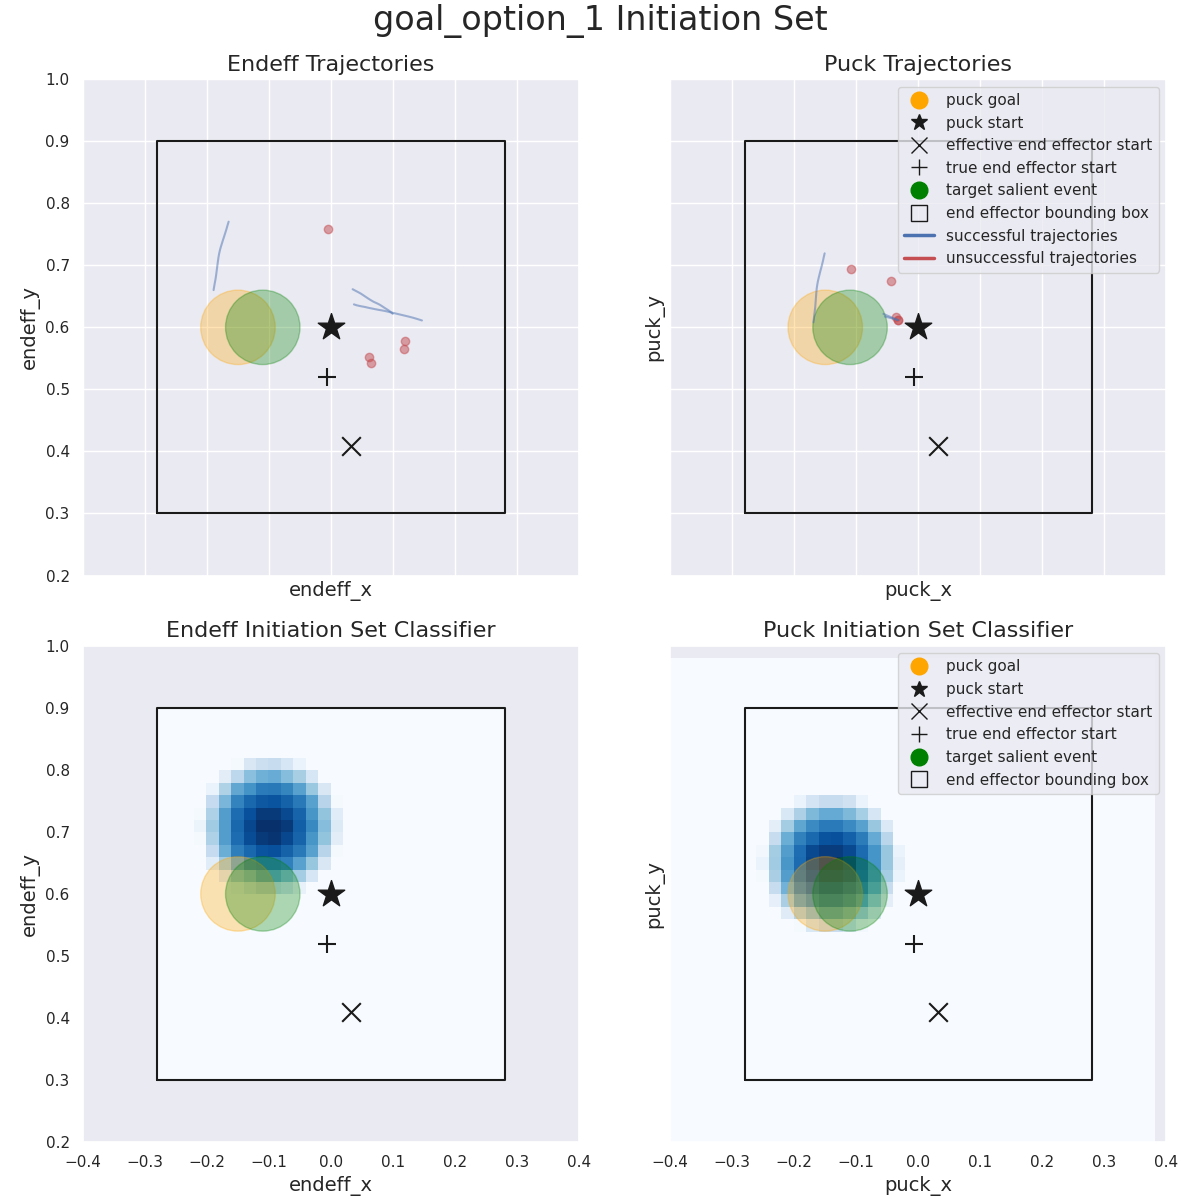 goal_option_1 Initiation Set
Endeff Trajectories
Puck Trajectories
1.0
0.9
0.8
0.7
0.6
0.5
0.4
0.3
0.2
endeff_y
endeff_x
puck_y
puck_x
puck goal
puck start
effective end effector start
true end effector start
target salient event
end effector bounding box
successful trajectories
unsuccessful trajectories
Endeff Initiation Set Classifier
Puck Initiation Set Classifier
1.0
0.9
0.8
0.7
0.6
0.5
0.4
0.3
0.2
endeff_y
−0.4 −0.3 −0.2 −0.1 0.0 0.1 0.2 0.3 0.4
endeff_x
puck_y
puck goal
puck start
effective end effector start
true end effector start
target salient event
end effector bounding box
−0.4 −0.3 −0.2 −0.1 0.0 0.1 0.2 0.3 0.4
puck_x